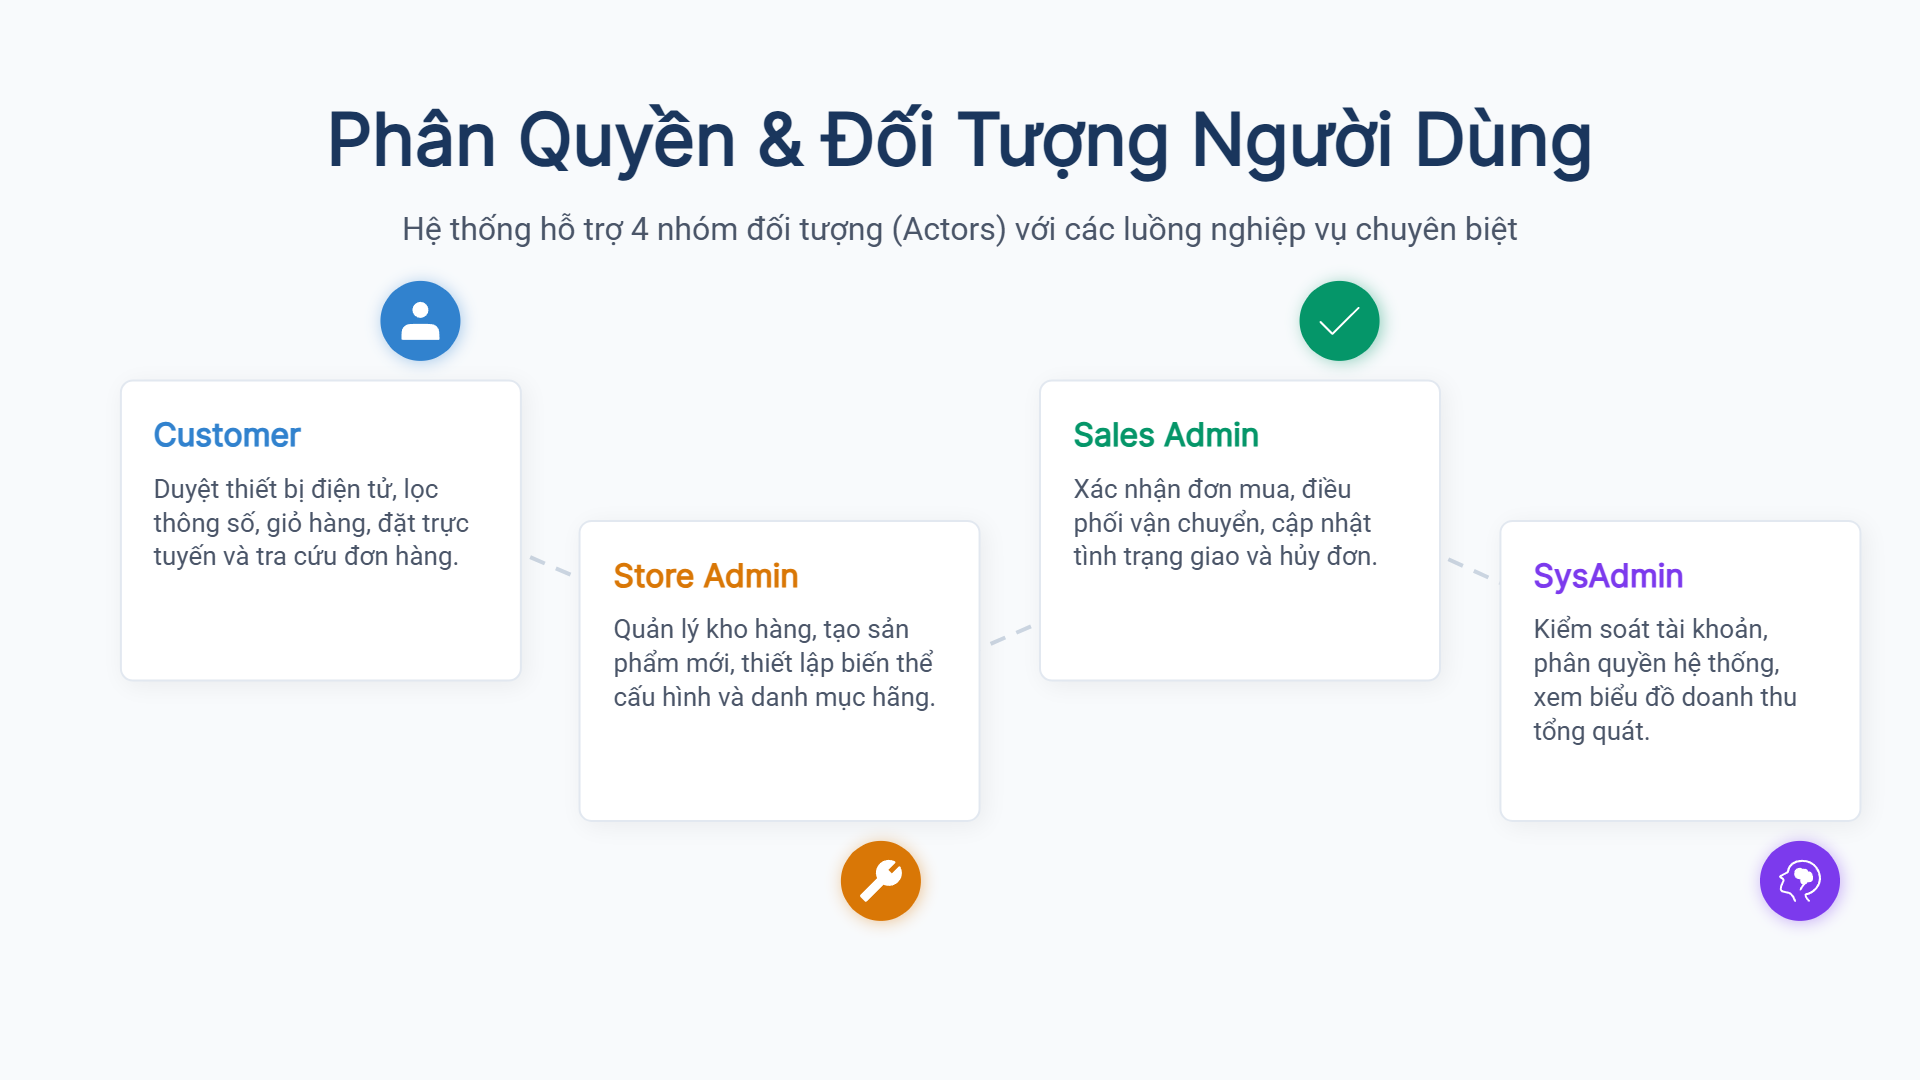 Phân Quyền & Đối Tượng Người Dùng
Hệ thống hỗ trợ 4 nhóm đối tượng (Actors) với các luồng nghiệp vụ chuyên biệt
Customer
Duyệt thiết bị điện tử, lọc
thông số, giỏ hàng, đặt trực
tuyến và tra cứu đơn hàng.
Store Admin
Quản lý kho hàng, tạo sản
phẩm mới, thiết lập biến thể
cấu hình và danh mục hãng.
Sales Admin
Xác nhận đơn mua, điều
phối vận chuyển, cập nhật
tình trạng giao và hủy đơn.
SysAdmin
Kiểm soát tài khoản,
phân quyền hệ thống,
xem biểu đồ doanh thu
tổng quát.